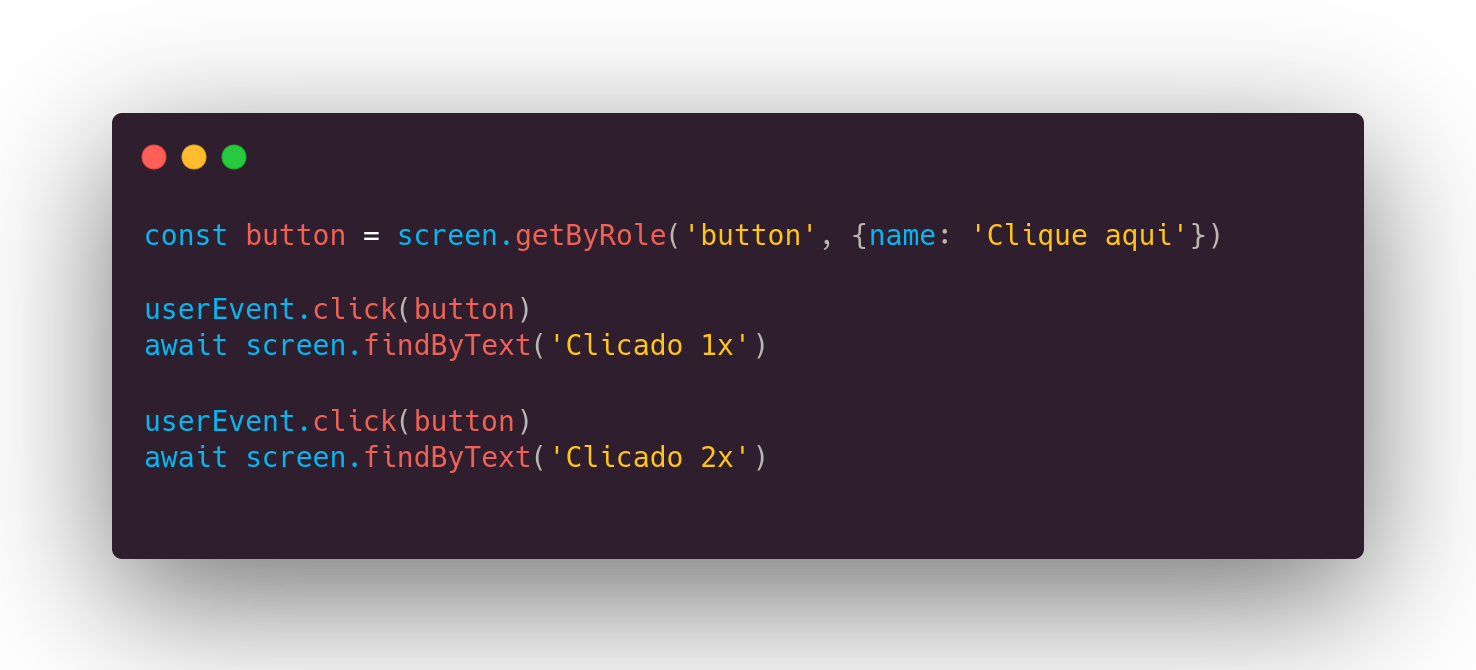 const button = screen.getByRole('button', {name: 'Clique aqui'})
userEvent.click(button)
await screen.findByText('Clicado 1x')
userEvent.click(button)
await screen.findByText('Clicado 2x')